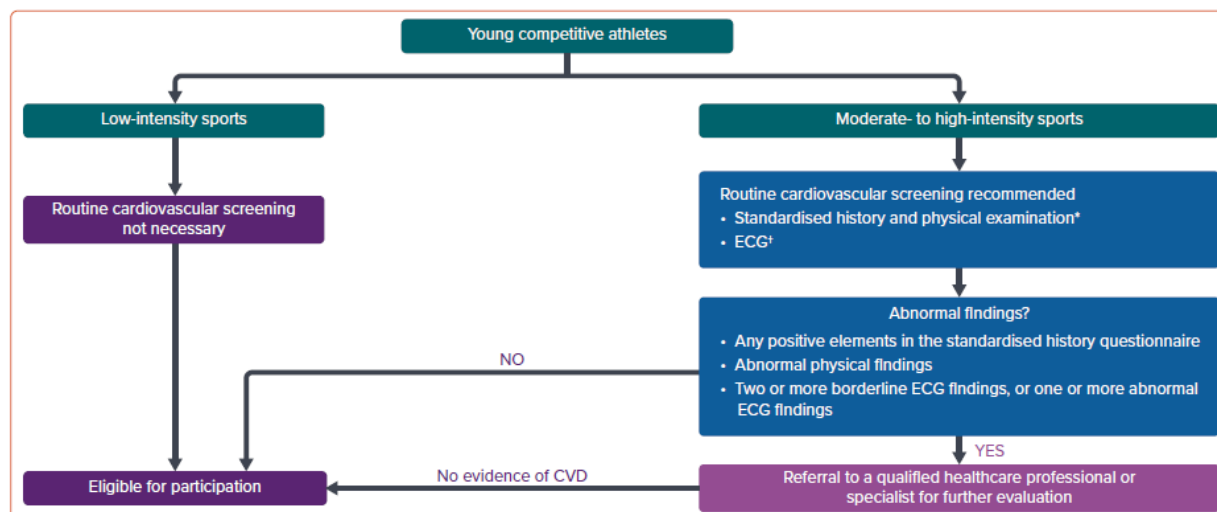 Young competitive athletes
Low-intensity sports
Moderate- to high-intensity sports
Routine cardiovascular screening
not necessary
Routine cardiovascular screening recommended
• Standardised history and physical examination*
• ECG†
Abnormal findings?
• Any positive elements in the standardised history questionnaire
• Abnormal physical findings
• Two or more borderline ECG findings, or one or more abnormal
ECG findings
NO
YES
Eligible for participation
No evidence of CVD
Referral to a qualified healthcare professional or
specialist for further evaluation